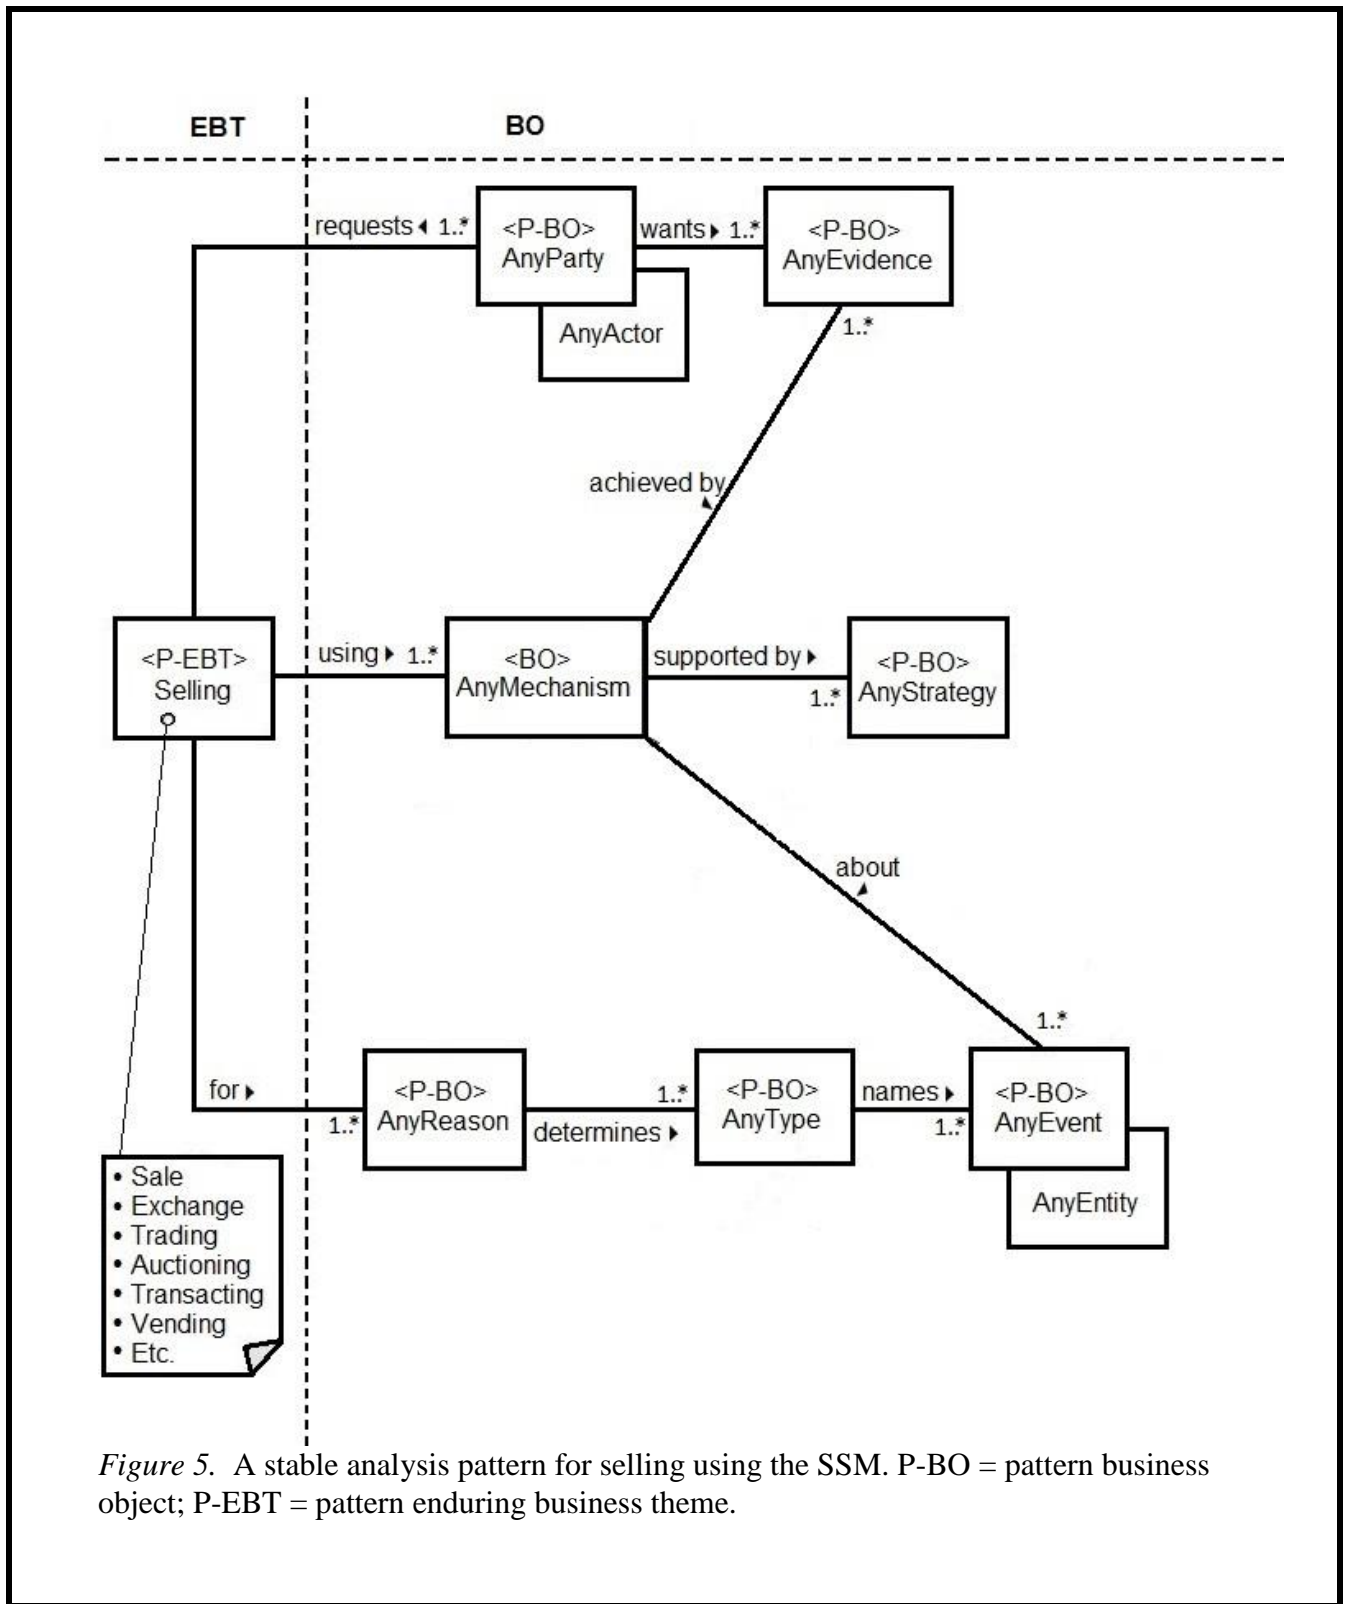 EBT
BO
requests ◂ 1..*
<P-BO>
AnyParty
wants ▸ 1..*
<P-BO>
AnyEvidence
AnyActor
1..*
achieved by
<P-EBT>
Selling
using ▸ 1..*
<BO>
AnyMechanism
supported by ▸
1..*
<P-BO>
AnyStrategy
about
1..*
for ▸
1..*
<P-BO>
AnyReason
determines ▸
1..*
<P-BO>
AnyType
names ▸
1..*
<P-BO>
AnyEvent
AnyEntity
• Sale
• Exchange
• Trading
• Auctioning
• Transacting
• Vending
• Etc.
Figure 5. A stable analysis pattern for selling using the SSM. P-BO = pattern business
object; P-EBT = pattern enduring business theme.